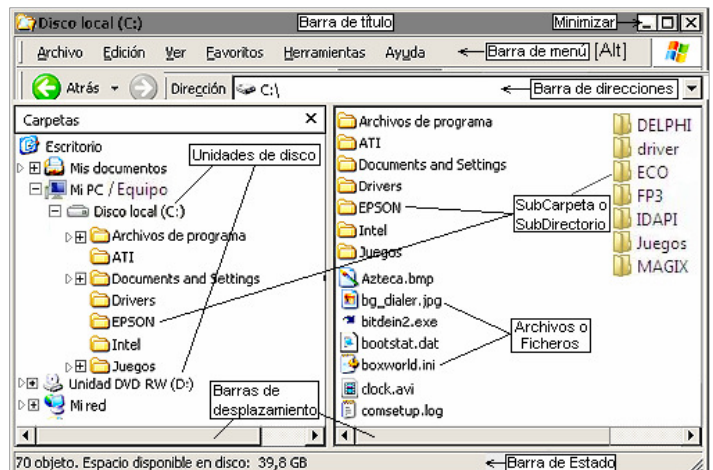 Disco local (C:)
Barra de título
Minimizar
Archivo Edición Ver Favoritos Herramientas Ayuda
Barra de menú [Alt]
Atrás
Dirección C:\
Barra de direcciones
Carpetas
Escritorio
Mis documentos
Mi PC / Equipo
Disco local (C:)
Archivos de programa
ATI
Documents and Settings
Drivers
EPSON
Intel
Juegos
Unidad DVD RW (D:)
Mi red
Unidades de disco
Barras de
desplazamiento
Archivos de programa
ATI
Documents and Settings
Drivers
EPSON
Intel
Juegos
Azteca.bmp
bg_dialer.jpg
bitdein2.exe
bootstat.dat
boxworld.ini
clock.avi
comsetup.log
DELPHI
driver
ECO
FP3
IDAPI
Juegos
MAGIX
SubCarpeta o
SubDirectorio
Archivos o
Ficheros
70 objeto. Espacio disponible en disco: 39,8 GB
Barra de Estado